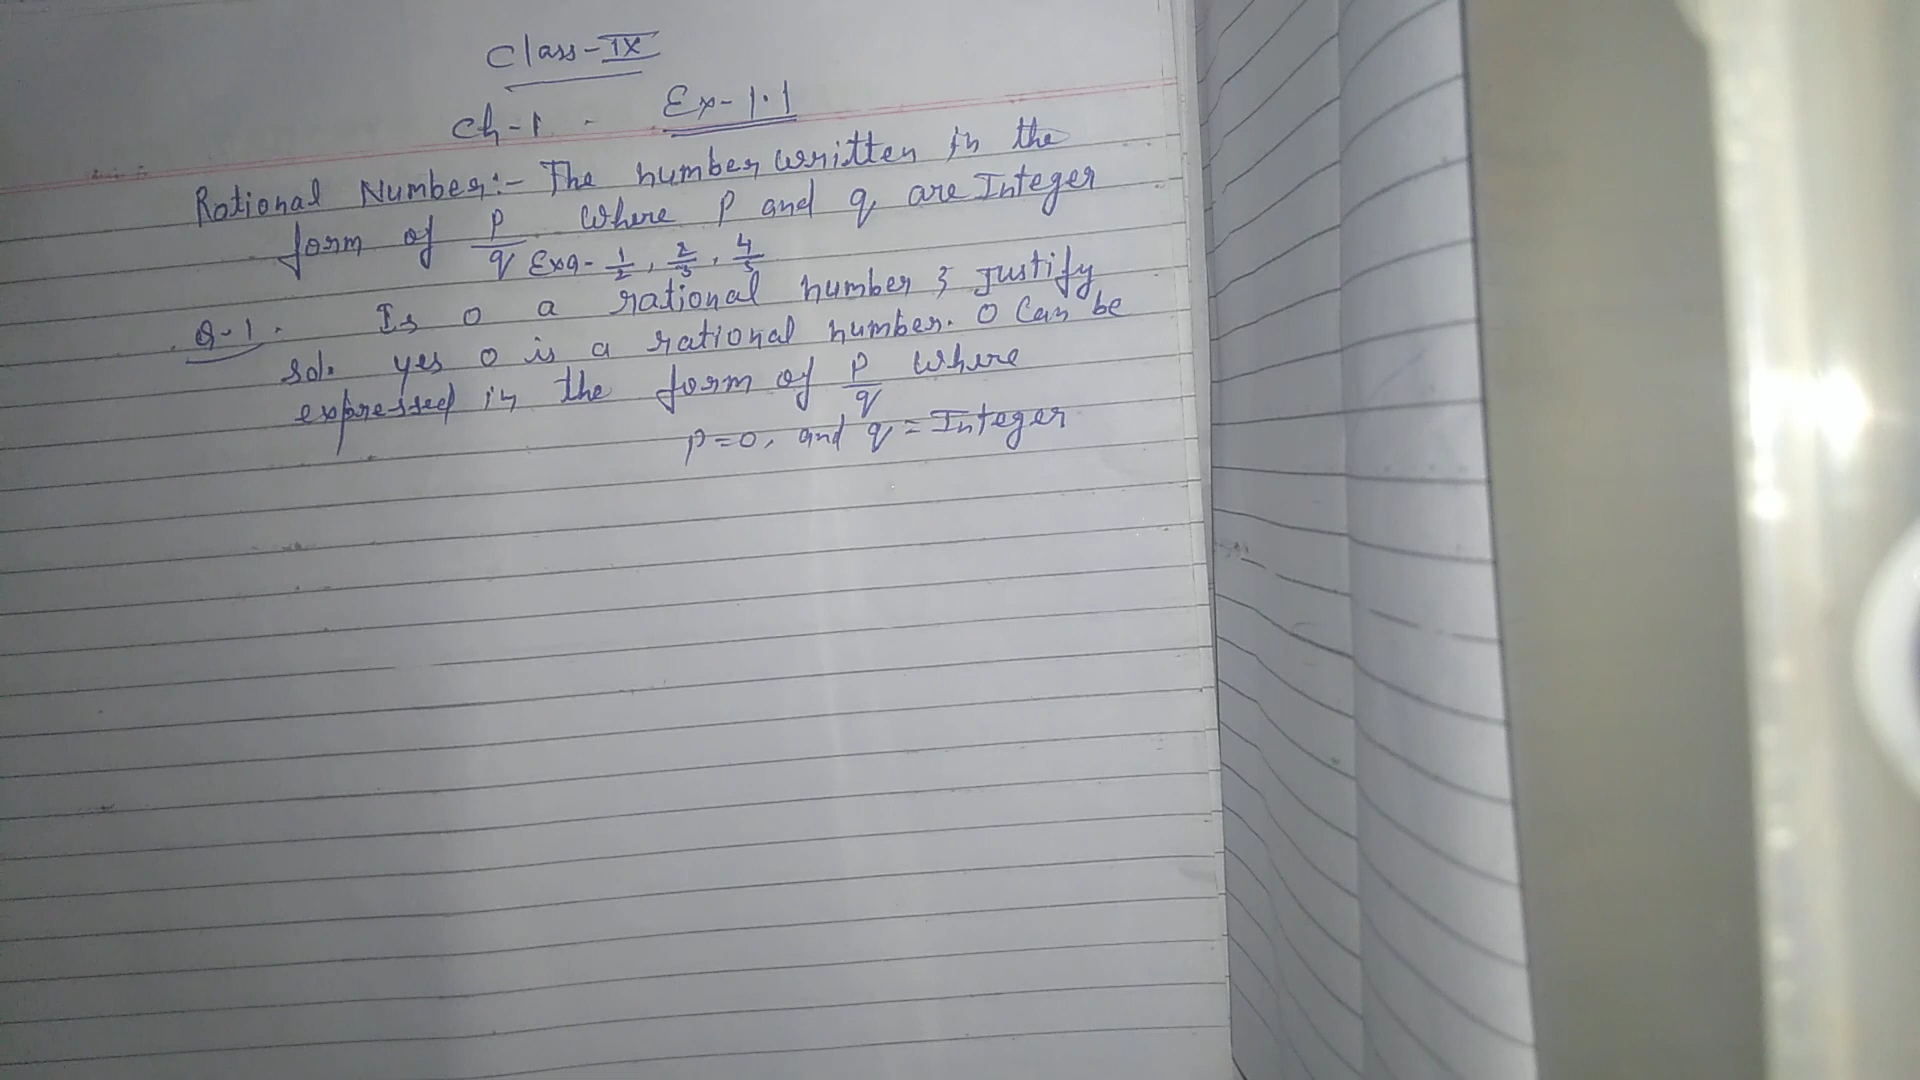 Class-IX
Ch-1. Ex-1.1
Rational Number:- The number written in the
form of p/q where p and q are Integer
Exa- 1/2, 2/3, 4/5
Q-1. Is 0 a rational number & Justify
Sol. yes 0 is a rational number. 0 can be
expressed in the form of p/q where
p=0, and q = Integer